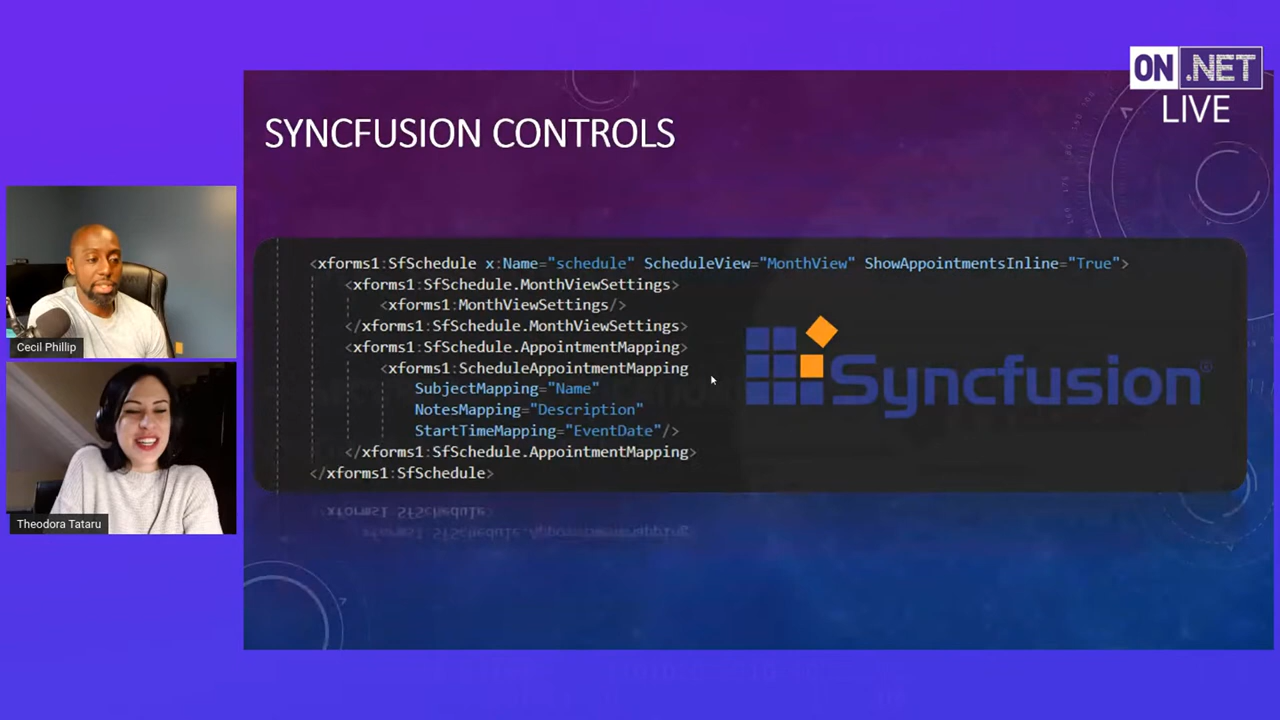 ON .NET
LIVE
SYNCFUSION CONTROLS
<xforms1:SfSchedule x:Name="schedule" ScheduleView="MonthView" ShowAppointmentsInline="True">
<xforms1:SfSchedule.MonthViewSettings>
<xforms1:MonthViewSettings/>
</xforms1:SfSchedule.MonthViewSettings>
<xforms1:SfSchedule.AppointmentMapping>
<xforms1:ScheduleAppointmentMapping
SubjectMapping="Name"
NotesMapping="Description"
StartTimeMapping="EventDate"/>
</xforms1:SfSchedule.AppointmentMapping>
</xforms1:SfSchedule>
Syncfusion®
Cecil Phillip
Theodora Tataru